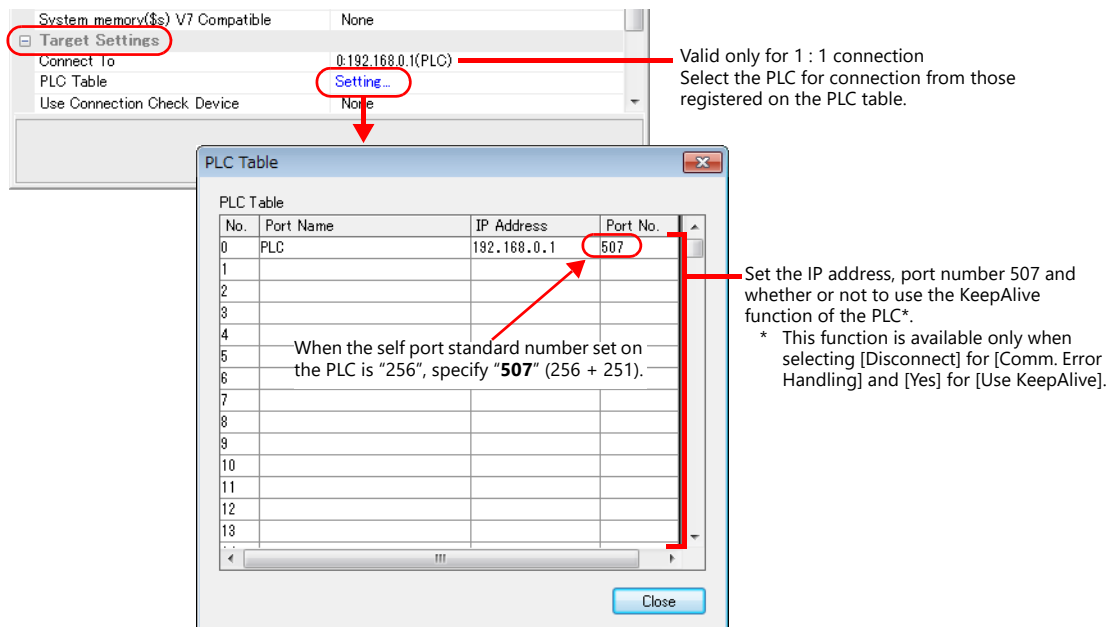 System memory($s) V7 Compatible None
Target Settings
Connect To 0:192.168.0.1(PLC)
PLC Table Setting...
Use Connection Check Device None
Valid only for 1 : 1 connection
Select the PLC for connection from those
registered on the PLC table.
PLC Table
PLC Table
No. Port Name IP Address Port No.
0 PLC 192.168.0.1 507
1
2
3
4
5
6
7
8
9
10
11
12
13
When the self port standard number set on
the PLC is “256”, specify “507” (256 + 251).
Set the IP address, port number 507 and
whether or not to use the KeepAlive
function of the PLC*.
* This function is available only when
selecting [Disconnect] for [Comm. Error
Handling] and [Yes] for [Use KeepAlive].
Close